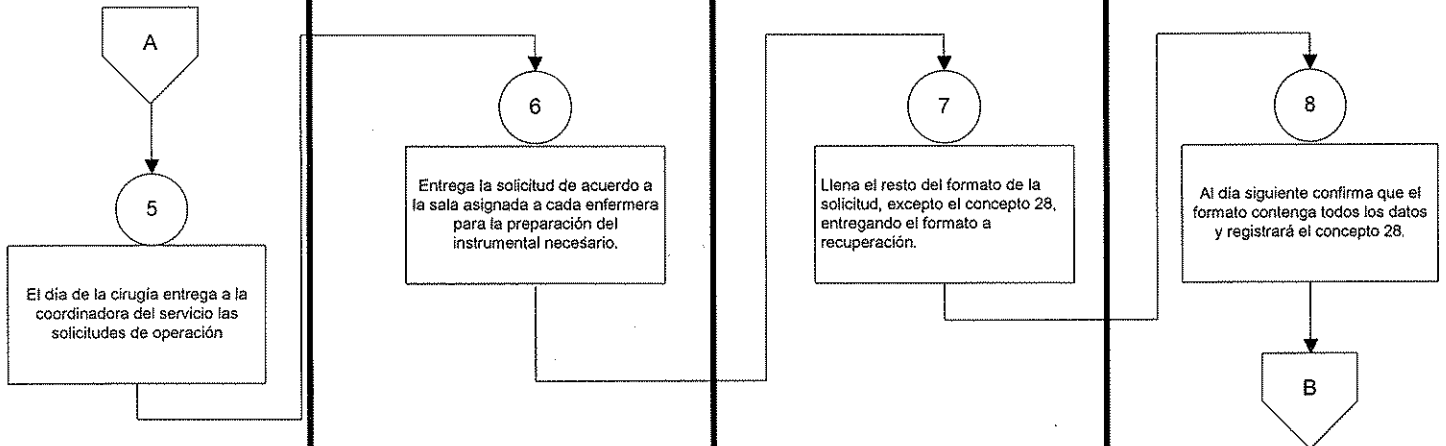 A
5
El día de la cirugía entrega a la
coordinadora del servicio las
solicitudes de operación
6
Entrega la solicitud de acuerdo a
la sala asignada a cada enfermera
para la preparación del
instrumental necesario.
7
Llena el resto del formato de la
solicitud, excepto el concepto 28,
entregando el formato a
recuperación.
8
Al día siguiente confirma que el
formato contenga todos los datos
y registrará el concepto 28.
B